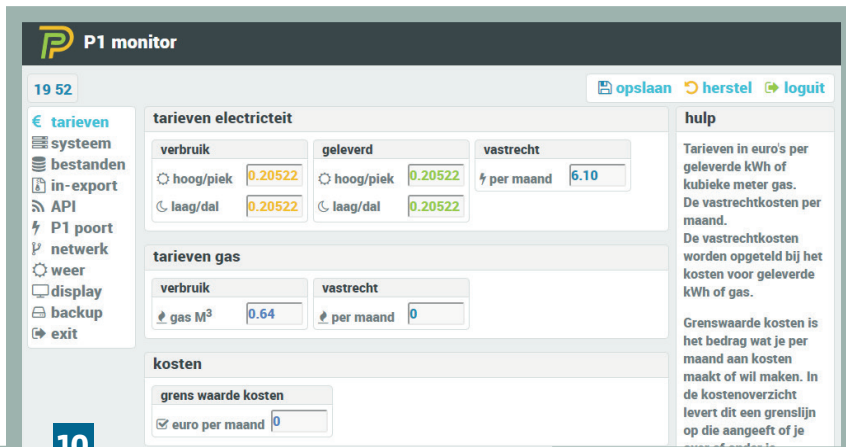 P1 monitor
19 52
opslaan herstel loguit
€ tarieven
systeem
bestanden
in-export
API
P1 poort
netwerk
weer
display
backup
exit
tarieven electriciteit
verbruik
hoog/piek 0.20522
laag/dal 0.20522
geleverd
hoog/piek 0.20522
laag/dal 0.20522
vastrecht
per maand 6.10
tarieven gas
verbruik
gas M³ 0.64
vastrecht
per maand 0
kosten
grens waarde kosten
euro per maand 0
hulp
Tarieven in euro's per
geleverde kWh of
kubieke meter gas.
De vastrechtkosten per
maand.
De vastrechtkosten
worden opgeteld bij het
kosten voor geleverde
kWh of gas.
Grenswaarde kosten is
het bedrag wat je per
maand aan kosten
maakt of wil maken. In
de kostenoverzicht
levert dit een grenslijn
op die aangeeft of je
10